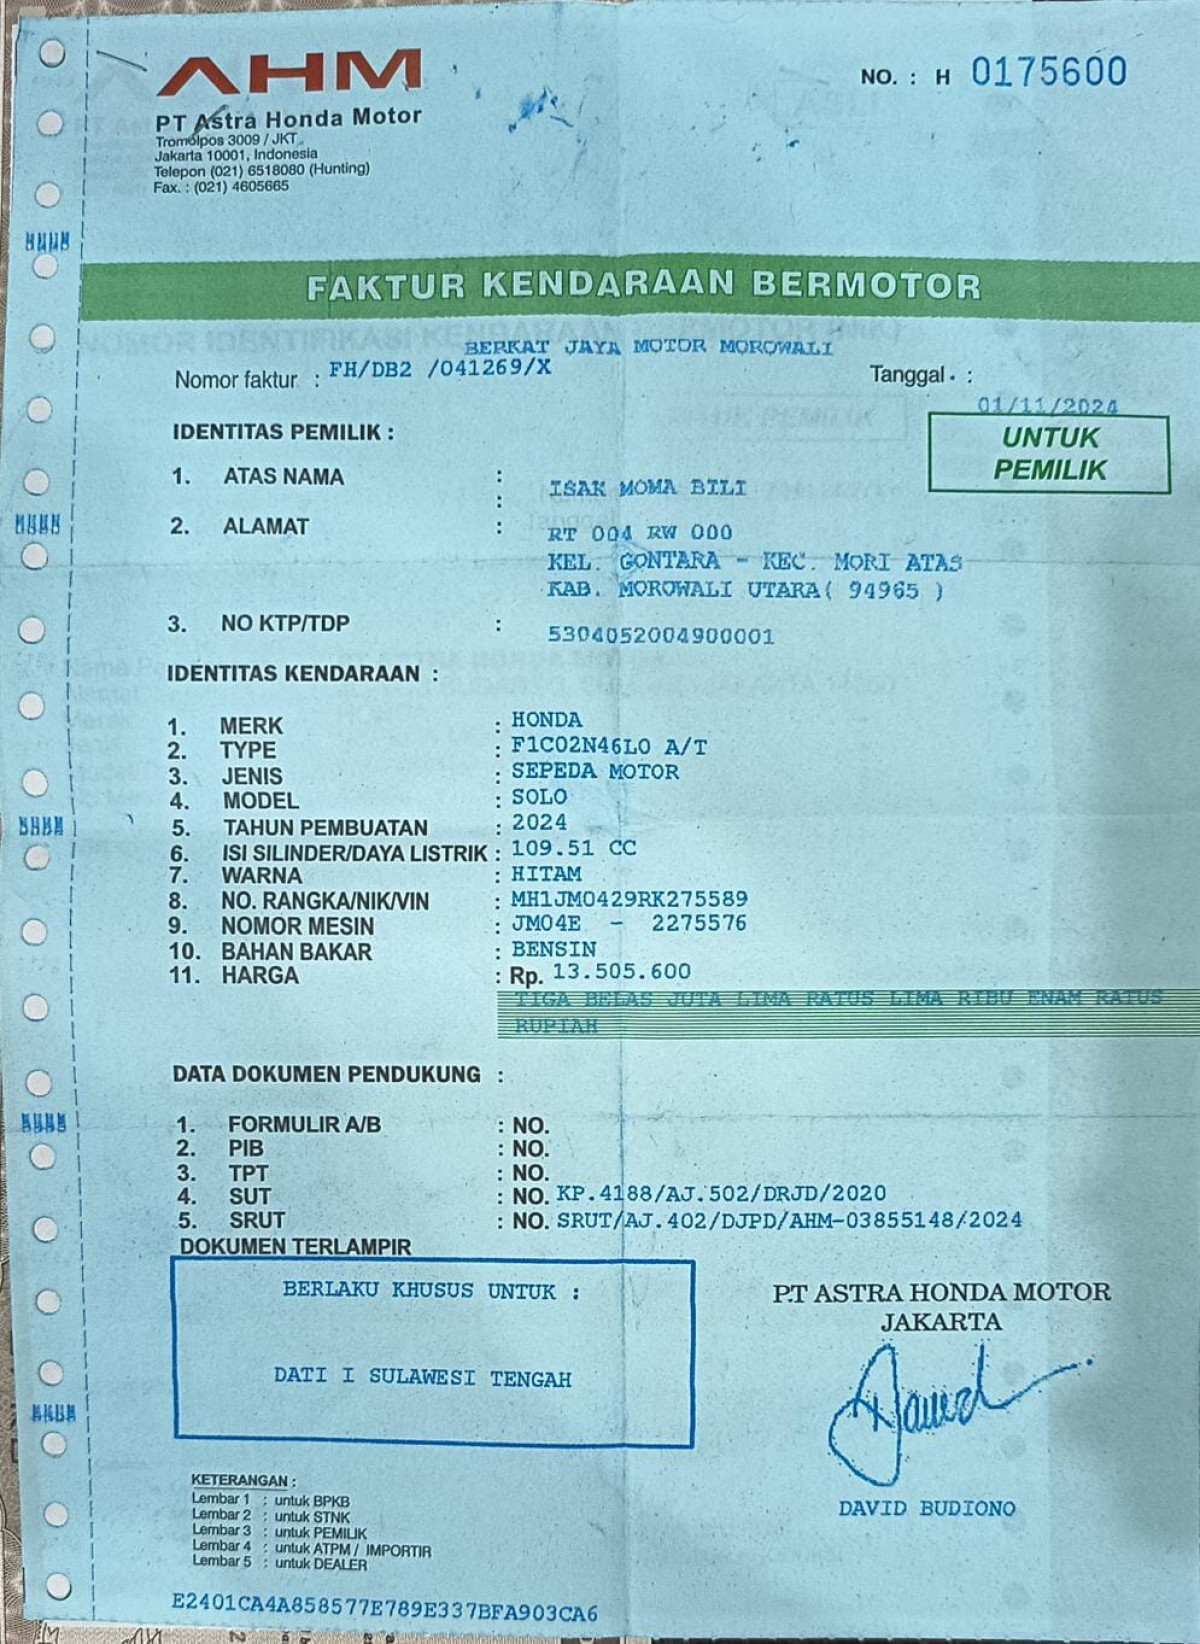 AHM
NO. : H 0175600
PT Astra Honda Motor
Tromolpos 3009 / JKT
Jakarta 10001, Indonesia
Telepon (021) 6518080 (Hunting)
Fax. : (021) 4605665
FAKTUR KENDARAAN BERMOTOR
BERKAT JAYA MOTOR MOROWALI
Nomor faktur : FH/DB2 /041269/X
Tanggal. :
01/11/2024
UNTUK
PEMILIK
IDENTITAS PEMILIK :
1. ATAS NAMA : ISAK MOMA BILI
:
2. ALAMAT : RT 004 RW 000
KEL. GONTARA - KEC. MORI ATAS
KAB. MOROWALI UTARA( 94965 )
3. NO KTP/TDP : 5304052004900001
IDENTITAS KENDARAAN :
1. MERK : HONDA
2. TYPE : F1C02N46L0 A/T
3. JENIS : SEPEDA MOTOR
4. MODEL : SOLO
5. TAHUN PEMBUATAN : 2024
6. ISI SILINDER/DAYA LISTRIK : 109.51 CC
7. WARNA : HITAM
8. NO. RANGKA/NIK/VIN : MH1JM0429RK275589
9. NOMOR MESIN : JM04E - 2275576
10. BAHAN BAKAR : BENSIN
11. HARGA : Rp. 13.505.600
TIGA BELAS JUTA LIMA RATUS LIMA RIBU ENAM RATUS
RUPIAH
DATA DOKUMEN PENDUKUNG :
1. FORMULIR A/B : NO.
2. PIB : NO.
3. TPT : NO.
4. SUT : NO. KP.4188/AJ.502/DRJD/2020
5. SRUT : NO. SRUT/AJ.402/DJPD/AHM-03855148/2024
DOKUMEN TERLAMPIR
BERLAKU KHUSUS UNTUK :
DATI I SULAWESI TENGAH
PT ASTRA HONDA MOTOR
JAKARTA
DAVID BUDIONO
KETERANGAN :
Lembar 1 : untuk BPKB
Lembar 2 : untuk STNK
Lembar 3 : untuk PEMILIK
Lembar 4 : untuk ATPM / IMPORTIR
Lembar 5 : untuk DEALER
E2401CA4A858577E789E337BFA903CA6